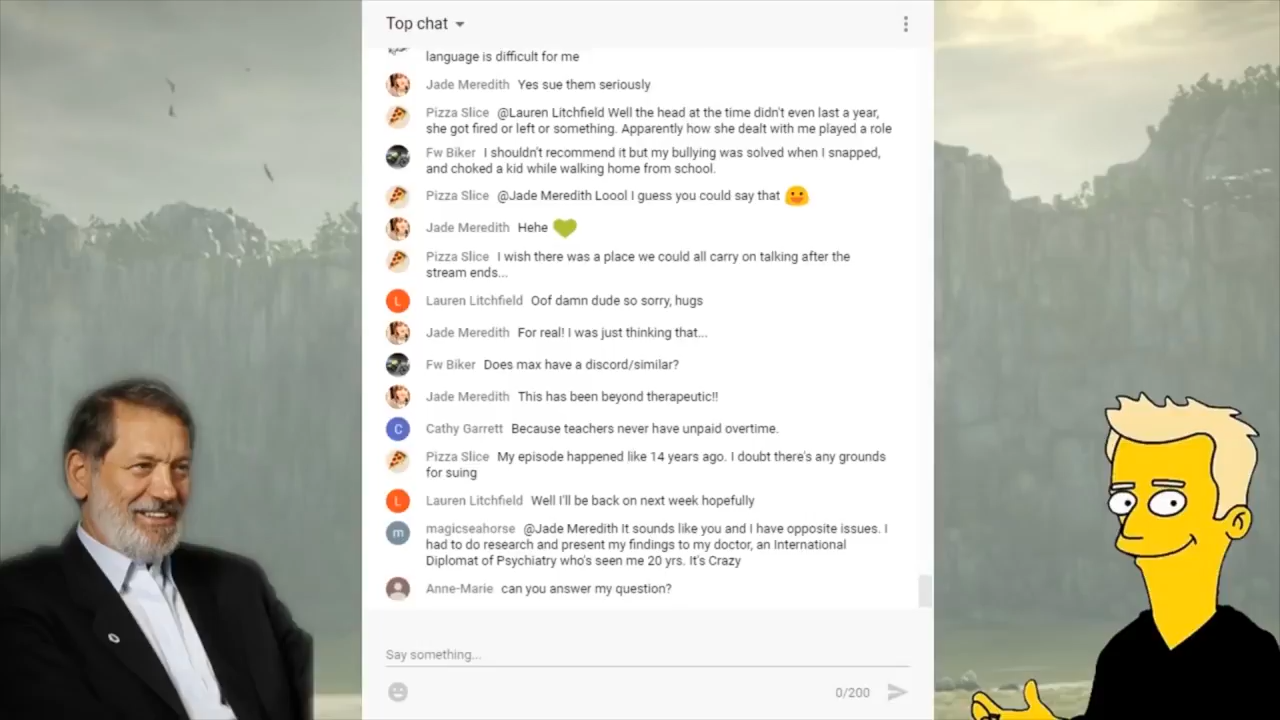 Top chat
language is difficult for me
Jade Meredith Yes sue them seriously
Pizza Slice @Lauren Litchfield Well the head at the time didn't even last a year,
she got fired or left or something. Apparently how she dealt with me played a role
Fw Biker I shouldn't recommend it but my bullying was solved when I snapped,
and choked a kid while walking home from school.
Pizza Slice @Jade Meredith Loool I guess you could say that
Jade Meredith Hehe
Pizza Slice I wish there was a place we could all carry on talking after the
stream ends...
L Lauren Litchfield Oof damn dude so sorry, hugs
Jade Meredith For real! I was just thinking that...
Fw Biker Does max have a discord/similar?
Jade Meredith This has been beyond therapeutic!!
C Cathy Garrett Because teachers never have unpaid overtime.
Pizza Slice My episode happened like 14 years ago. I doubt there's any grounds
for suing
L Lauren Litchfield Well I'll be back on next week hopefully
m magicseahorse @Jade Meredith It sounds like you and I have opposite issues. I
had to do research and present my findings to my doctor, an International
Diplomat of Psychiatry who's seen me 20 yrs. It's Crazy
Anne-Marie can you answer my question?
Say something...
0/200